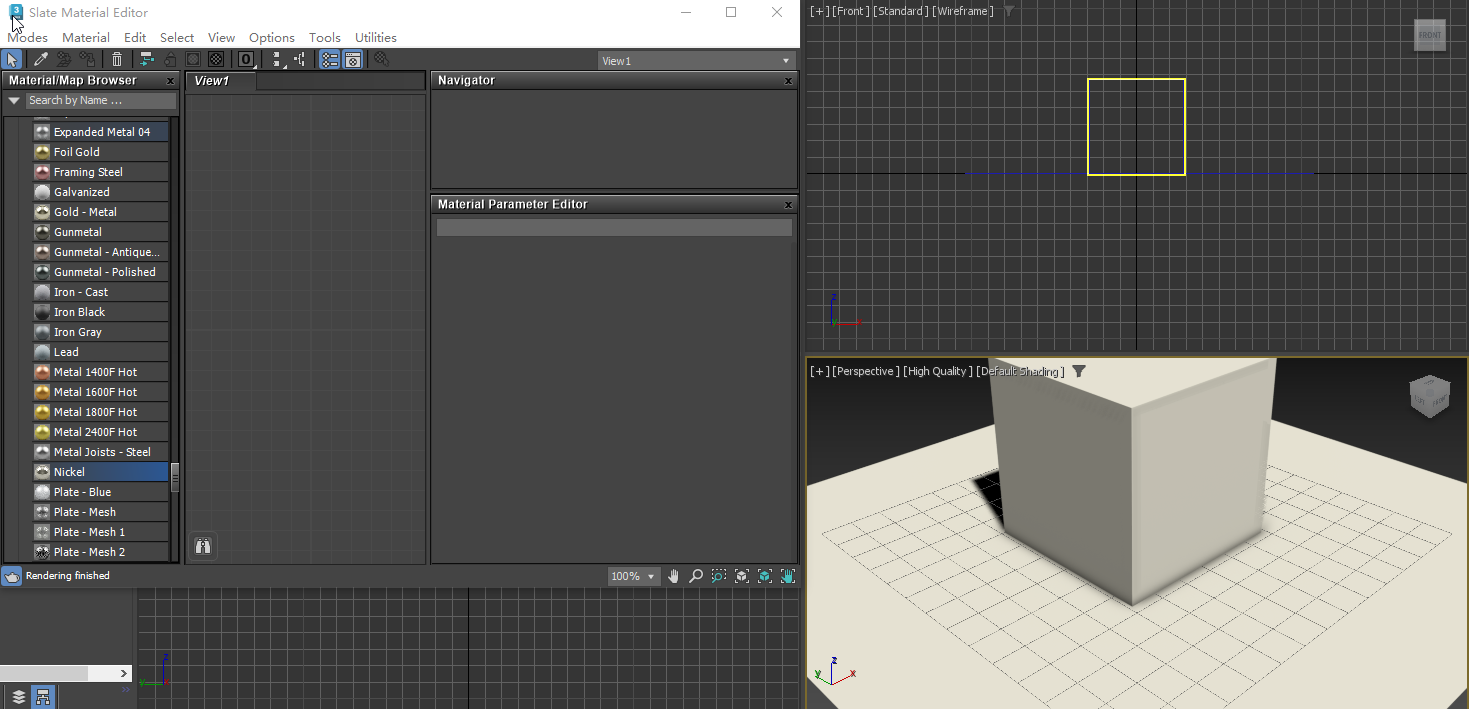 Slate Material Editor
Modes Material Edit Select View Options Tools Utilities
View1
Material/Map Browser
Search by Name ...
Expanded Metal 04
Foil Gold
Framing Steel
Galvanized
Gold - Metal
Gunmetal
Gunmetal - Antique...
Gunmetal - Polished
Iron - Cast
Iron Black
Iron Gray
Lead
Metal 1400F Hot
Metal 1600F Hot
Metal 1800F Hot
Metal 2400F Hot
Metal Joists - Steel
Nickel
Plate - Blue
Plate - Mesh
Plate - Mesh 1
Plate - Mesh 2
View1
Navigator
Material Parameter Editor
Rendering finished
100%
[+] [Front] [Standard] [Wireframe]
FRONT
z
y
x
[+] [Perspective] [High Quality] [Default Shading]
z
y
x
z
y